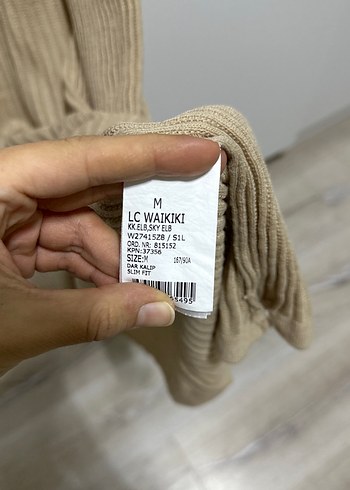 M
LC WAIKIKI
KK.ELB,SKY ELB
W2741528 / S1L
ORD. NR: 815152
KPN:37356
SIZE:M 167/90A
DAR KALIP
SLIM FIT